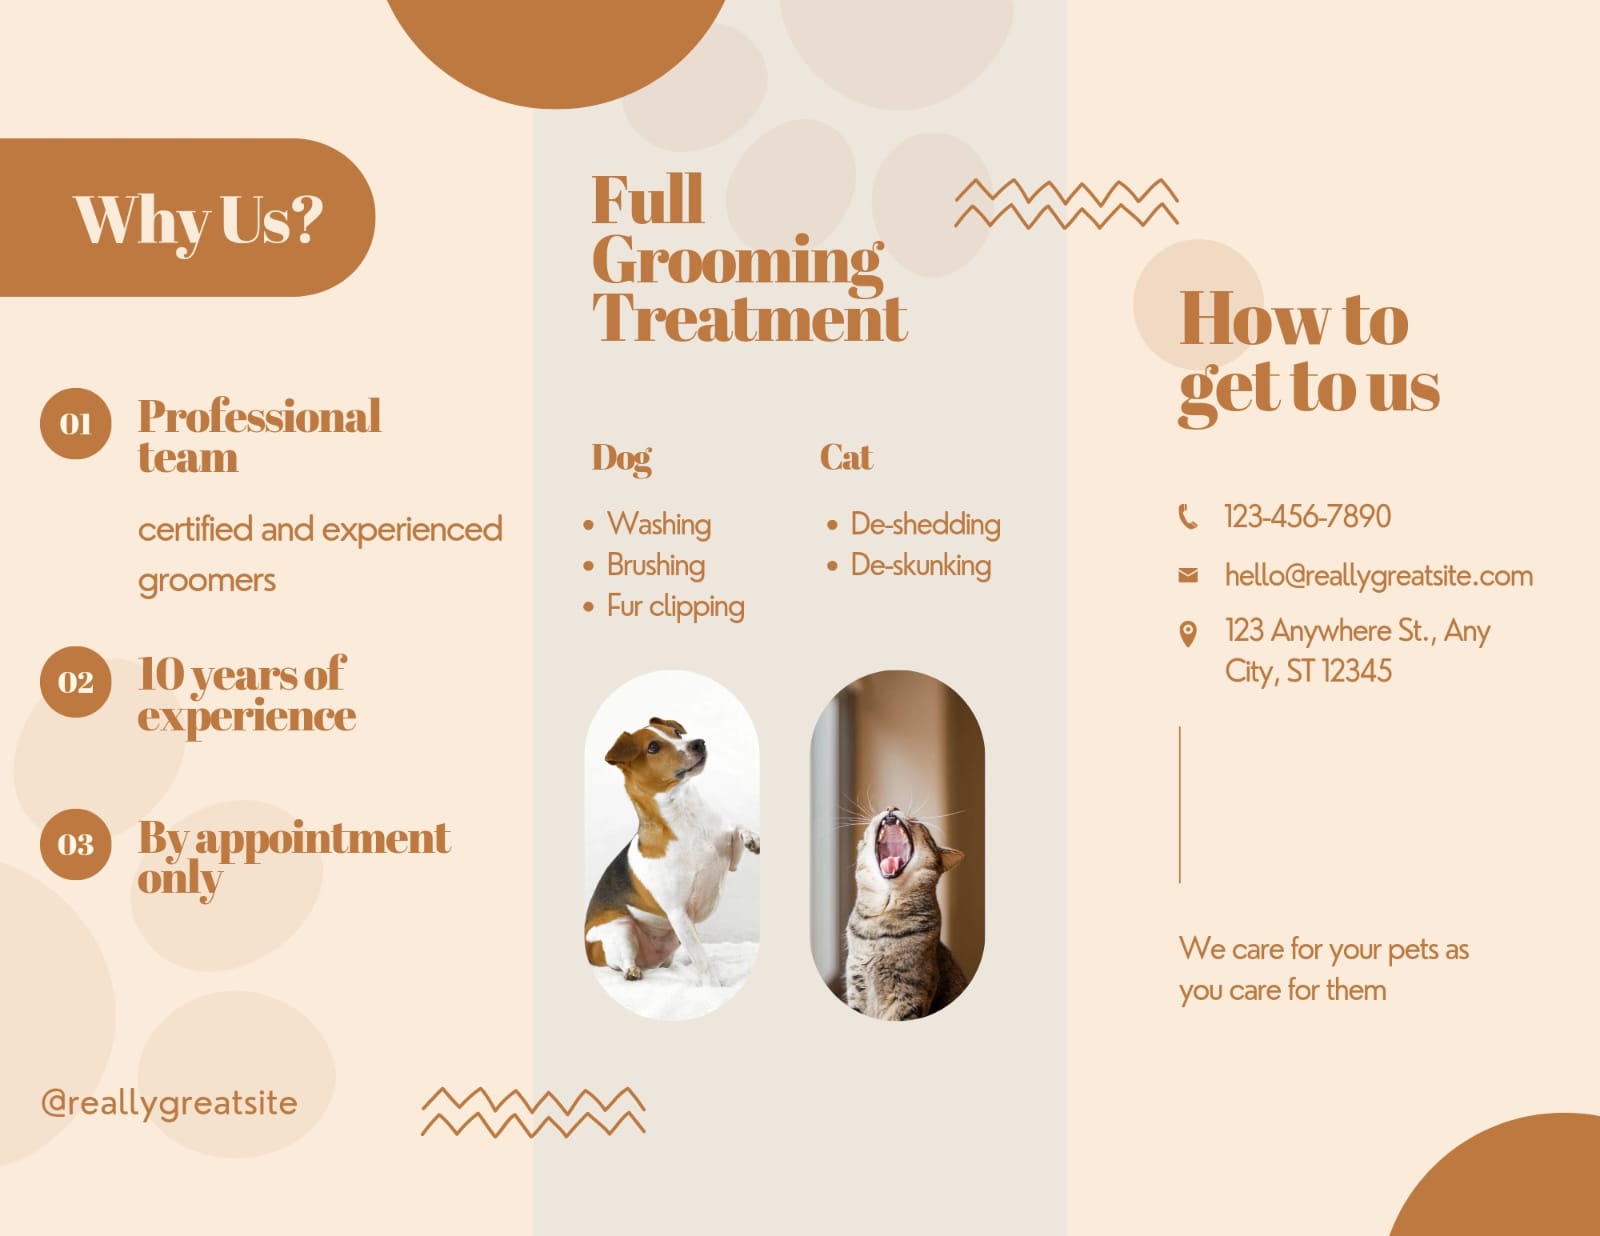 Why Us?
01
Professional
team
certified and experienced
groomers
02
10 years of
experience
03
By appointment
only
@reallygreatsite
Full
Grooming
Treatment
Dog
• Washing
• Brushing
• Fur clipping
Cat
• De-shedding
• De-skunking
How to
get to us
123-456-7890
hello@reallygreatsite.com
123 Anywhere St., Any
City, ST 12345
We care for your pets as
you care for them